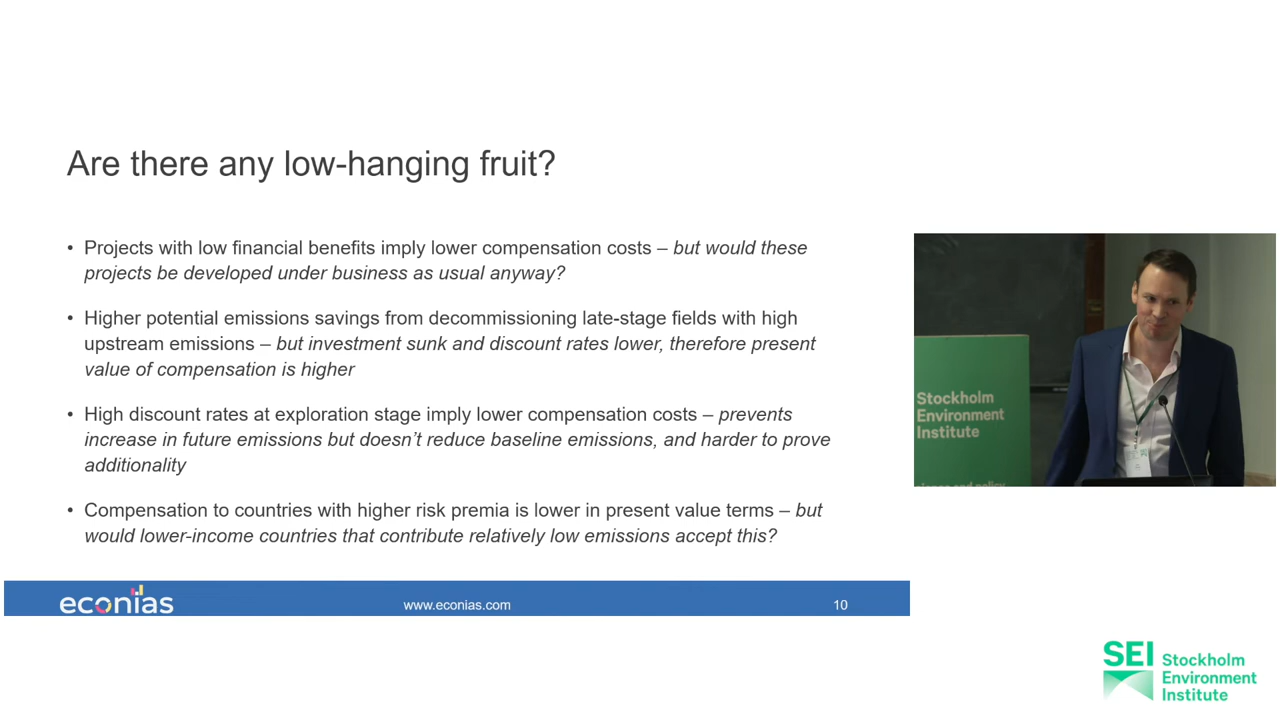 Are there any low-hanging fruit?
• Projects with low financial benefits imply lower compensation costs – but would these
projects be developed under business as usual anyway?
• Higher potential emissions savings from decommissioning late-stage fields with high
upstream emissions – but investment sunk and discount rates lower, therefore present
value of compensation is higher
• High discount rates at exploration stage imply lower compensation costs – prevents
increase in future emissions but doesn't reduce baseline emissions, and harder to prove
additionality
• Compensation to countries with higher risk premia is lower in present value terms – but
would lower-income countries that contribute relatively low emissions accept this?
econias
www.econias.com
10
Stockholm
Environment
Institute
SEI Stockholm
Environment
Institute